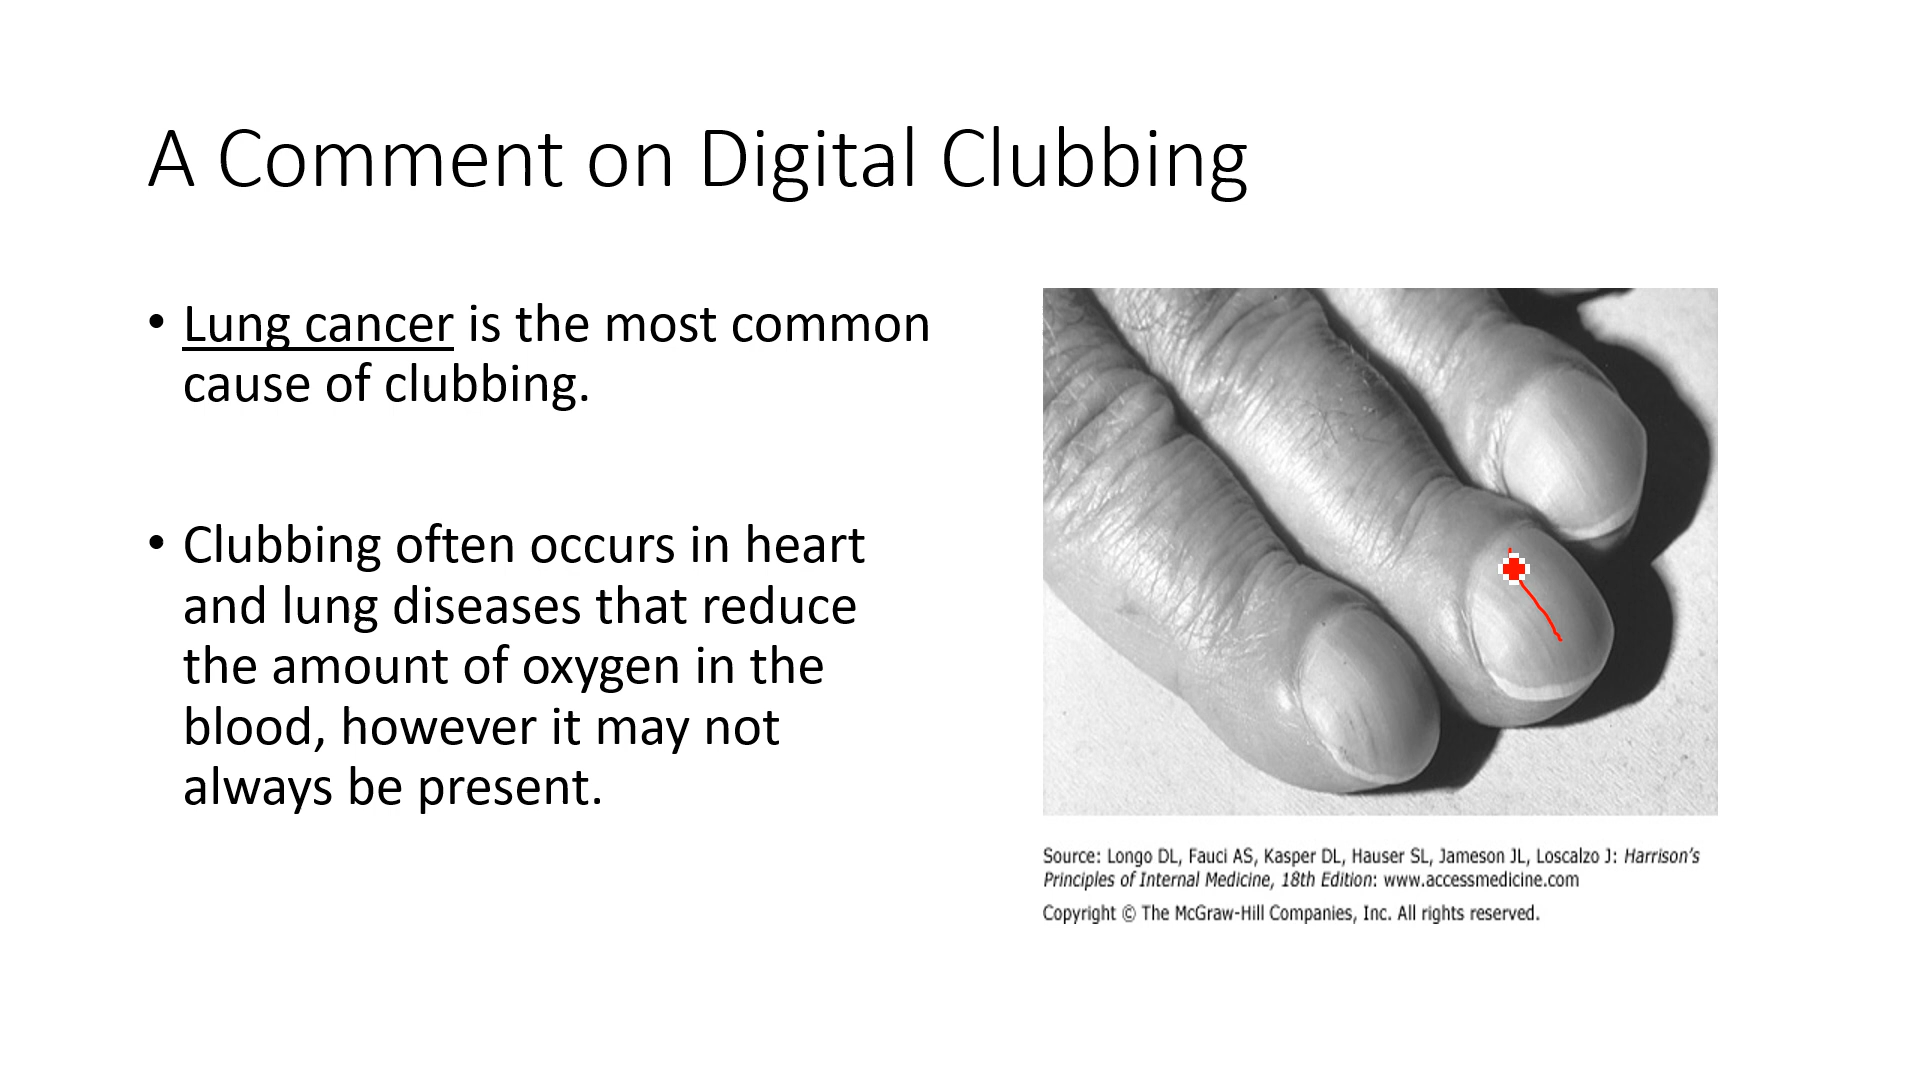 A Comment on Digital Clubbing
• Lung cancer is the most common
cause of clubbing.
• Clubbing often occurs in heart
and lung diseases that reduce
the amount of oxygen in the
blood, however it may not
always be present.
Source: Longo DL, Fauci AS, Kasper DL, Hauser SL, Jameson JL, Loscalzo J: Harrison's
Principles of Internal Medicine, 18th Edition: www.accessmedicine.com
Copyright © The McGraw-Hill Companies, Inc. All rights reserved.